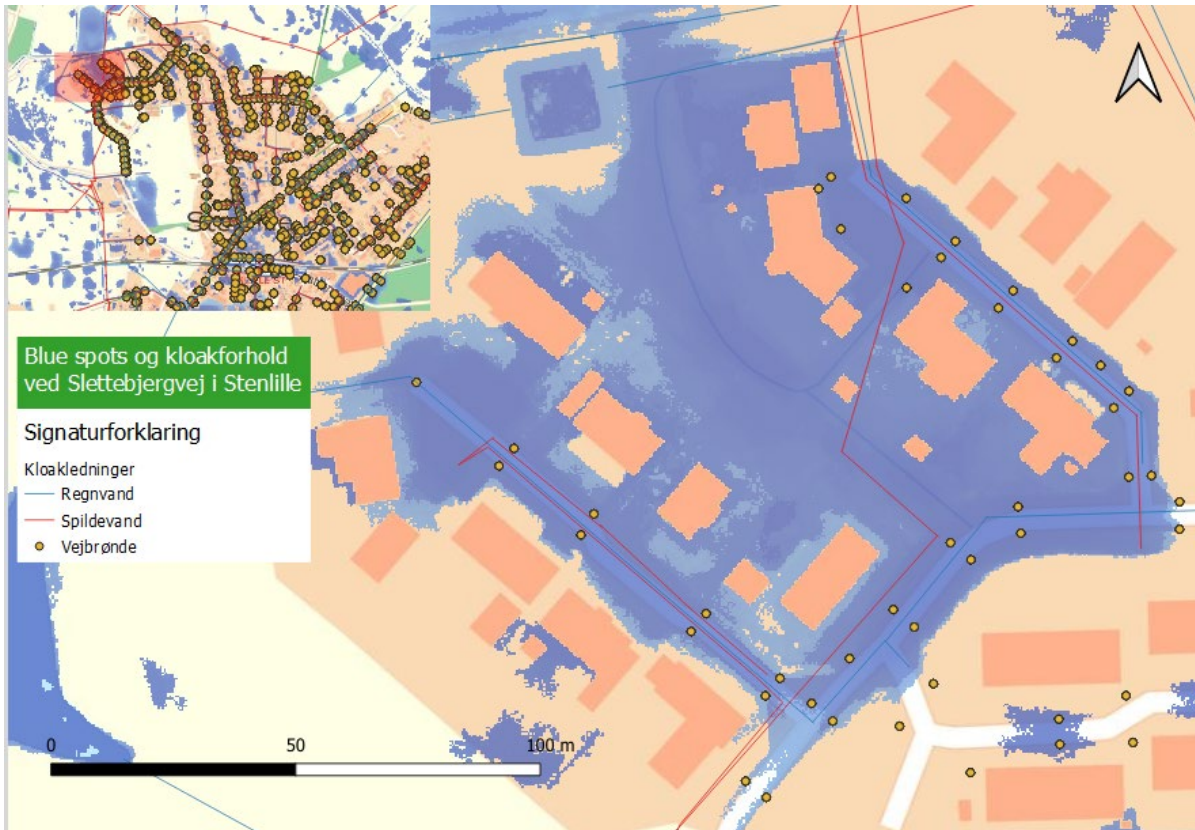 Blue spots og kloakforhold
ved Slettebjergvej i Stenlille
Signaturforklaring
Kloakledninger
Regnvand
Spildevand
Vejbrønde
0
50
100 m